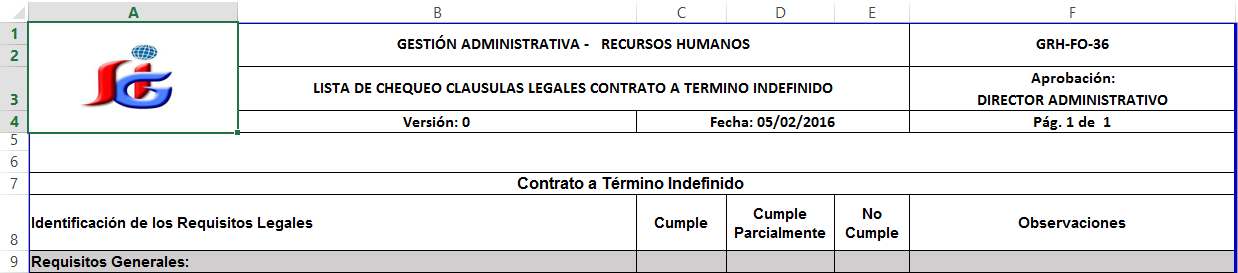 A B C D E F
1 GESTIÓN ADMINISTRATIVA - RECURSOS HUMANOS GRH-FO-36
2
3 LISTA DE CHEQUEO CLAUSULAS LEGALES CONTRATO A TERMINO INDEFINIDO Aprobación:
DIRECTOR ADMINISTRATIVO
4 Versión: 0 Fecha: 05/02/2016 Pág. 1 de 1
5
6
7 Contrato a Término Indefinido
8 Identificación de los Requisitos Legales Cumple Cumple Parcialmente No Cumple Observaciones
9 Requisitos Generales: